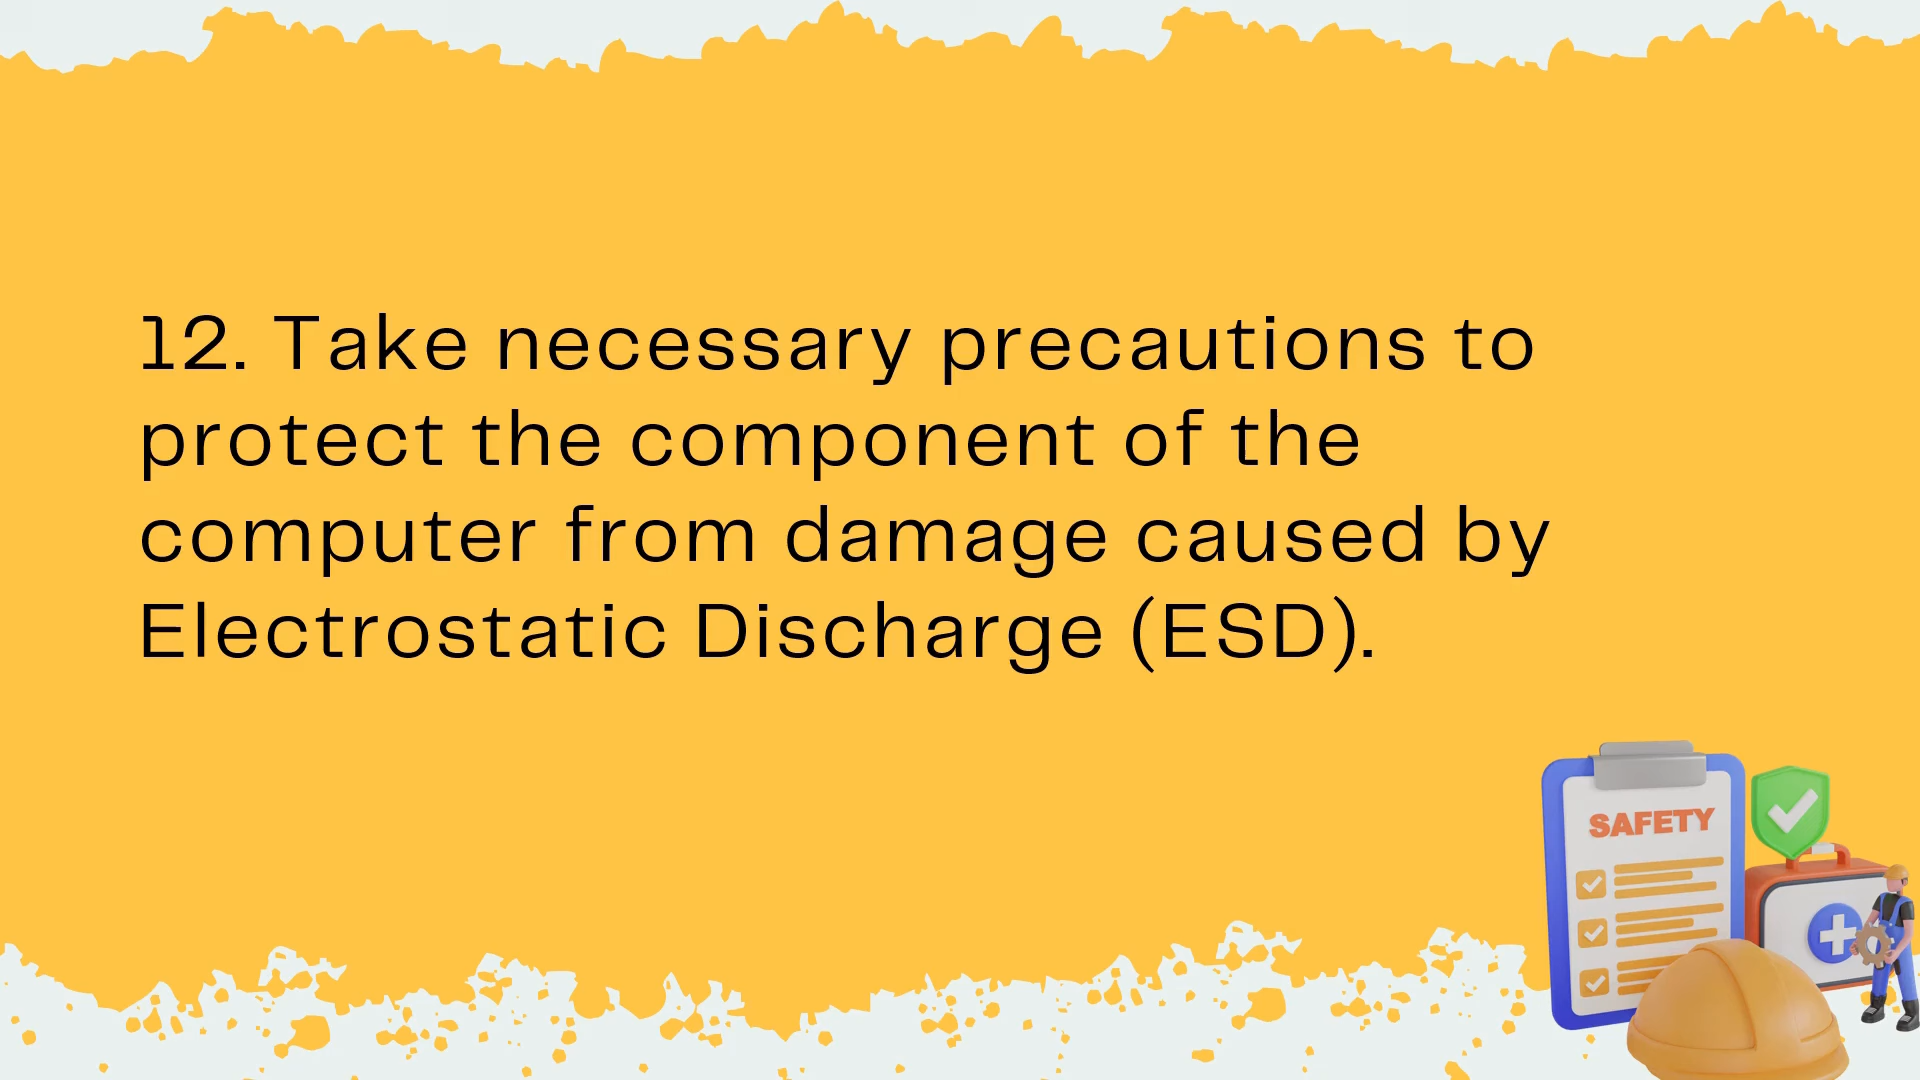 12. Take necessary precautions to
protect the component of the
computer from damage caused by
Electrostatic Discharge (ESD).
SAFETY